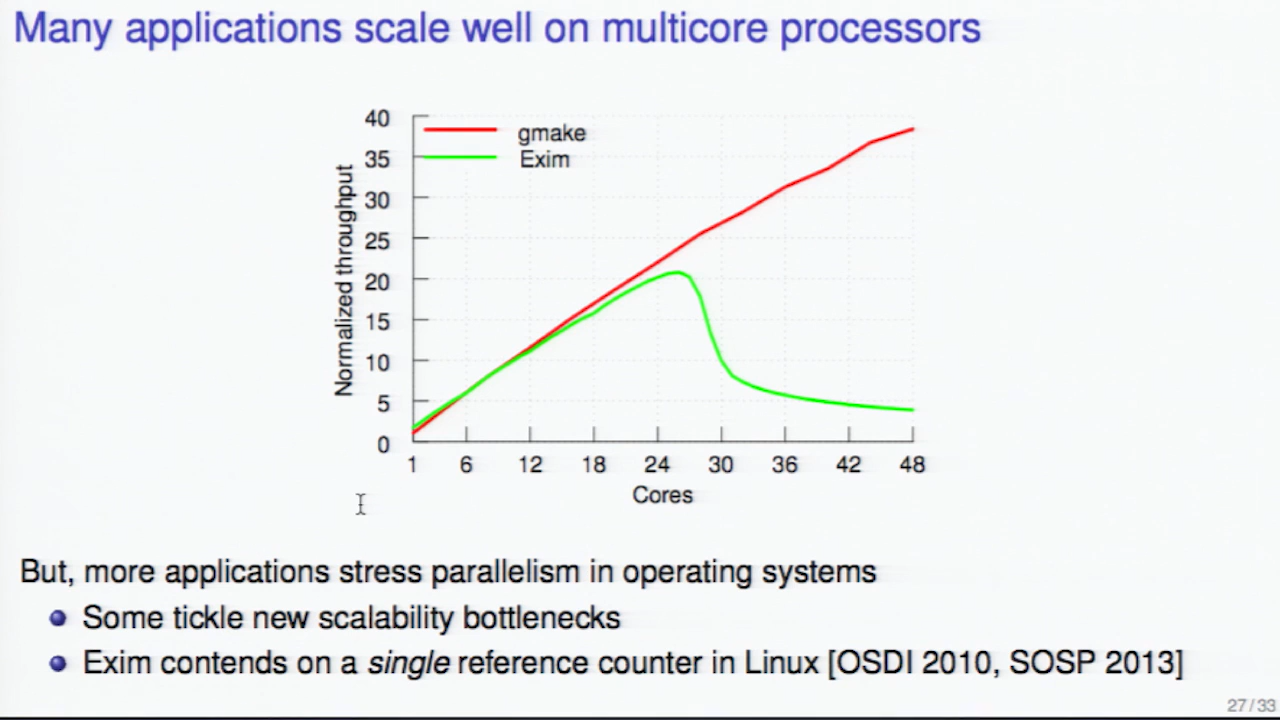 Many applications scale well on multicore processors
40
35
30
25
20
15
10
5
0
Normalized throughput
gmake
Exim
1 6 12 18 24 30 36 42 48
Cores
But, more applications stress parallelism in operating systems
Some tickle new scalability bottlenecks
Exim contends on a single reference counter in Linux [OSDI 2010, SOSP 2013]
27/33